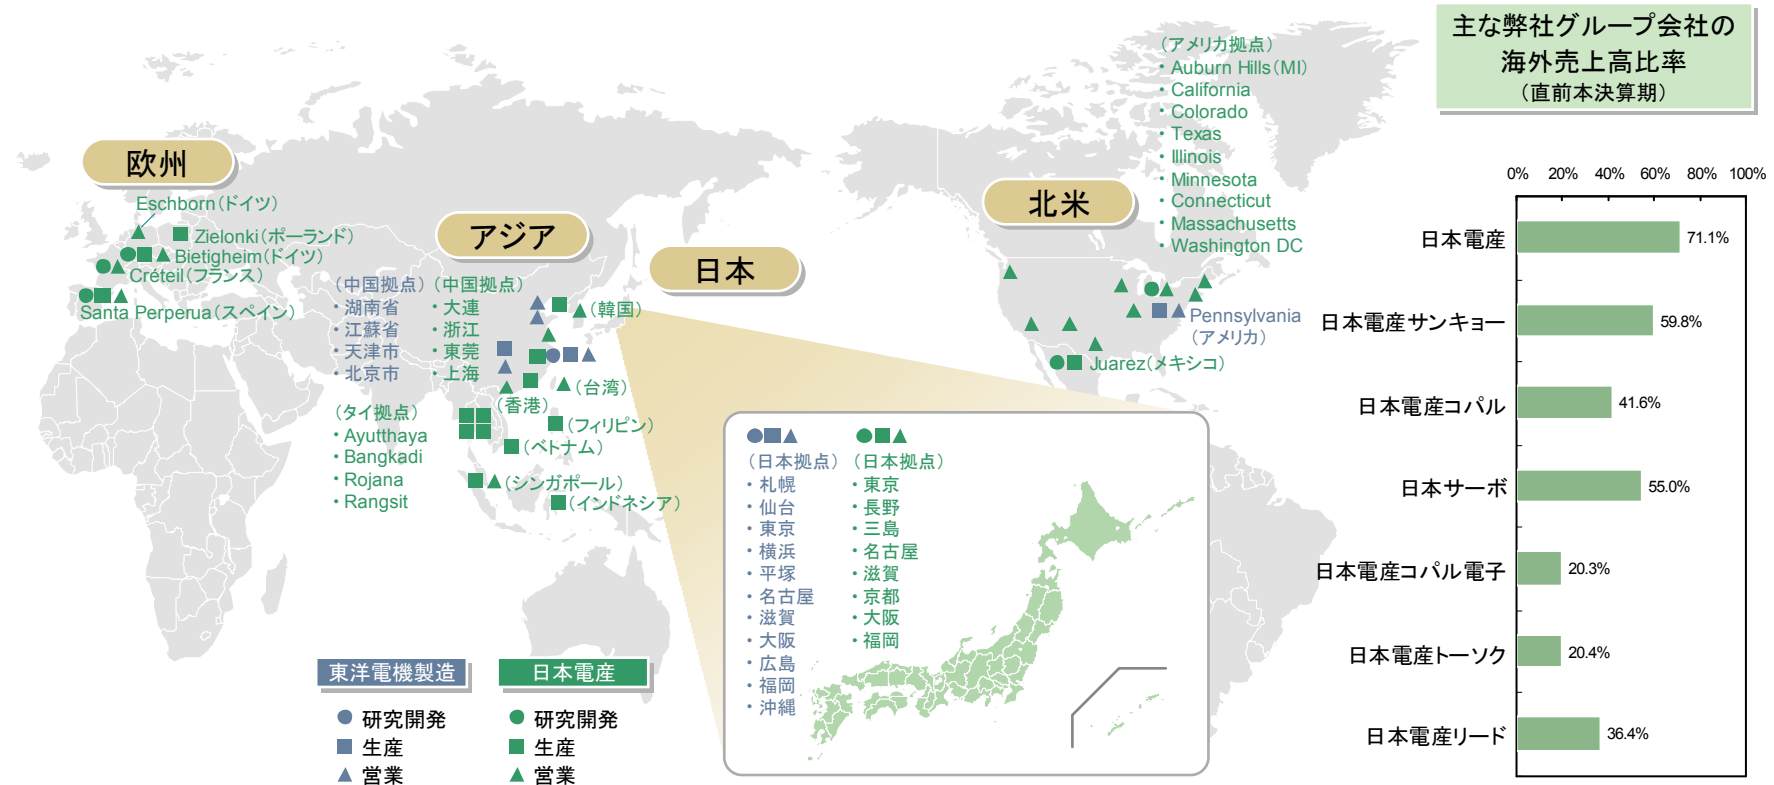 主な弊社グループ会社の
海外売上高比率
（直前本決算期）
欧州
Eschborn（ドイツ）
Zielonki（ポーランド）
Bietigheim（ドイツ）
Créteil（フランス）
Santa Perperua（スペイン）
アジア
（中国拠点）
・湖南省
・江蘇省
・天津市
・北京市
（中国拠点）
・大連
・浙江
・東莞
・上海
（韓国）
（台湾）
（香港）
（フィリピン）
（ベトナム）
（シンガポール）
（インドネシア）
（タイ拠点）
・Ayutthaya
・Bangkadi
・Rojana
・Rangsit
日本
（日本拠点）
・札幌
・仙台
・東京
・横浜
・平塚
・名古屋
・滋賀
・大阪
・広島
・福岡
・沖縄
（日本拠点）
・東京
・長野
・三島
・名古屋
・滋賀
・京都
・大阪
・福岡
北米
（アメリカ拠点）
・Auburn Hills（MI）
・California
・Colorado
・Texas
・Illinois
・Minnesota
・Connecticut
・Massachusetts
・Washington DC
Pennsylvania
（アメリカ）
Juarez（メキシコ）
東洋電機製造
研究開発
生産
営業
日本電産
研究開発
生産
営業
0% 20% 40% 60% 80% 100%
日本電産 71.1%
日本電産サンキョー 59.8%
日本電産コパル 41.6%
日本サーボ 55.0%
日本電産コパル電子 20.3%
日本電産トーソク 20.4%
日本電産リード 36.4%